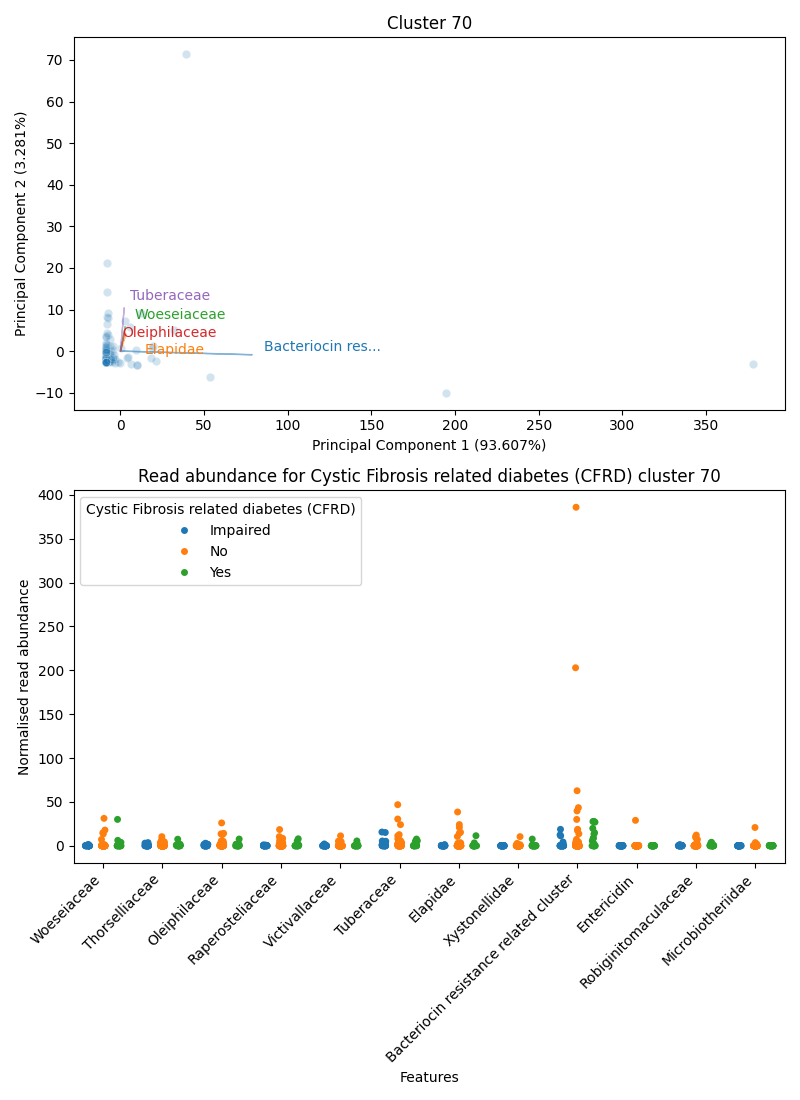 Cluster 70
70
60
50
40
30
20
10
0
−10
Principal Component 2 (3.281%)
Tuberaceae
Woeseiaceae
Oleiphilaceae
Elapidae
Bacteriocin res...
0 50 100 150 200 250 300 350
Principal Component 1 (93.607%)
Read abundance for Cystic Fibrosis related diabetes (CFRD) cluster 70
400
350
300
250
200
150
100
50
0
Normalised read abundance
Cystic Fibrosis related diabetes (CFRD)
Impaired
No
Yes
Woeseiaceae
Thorselliaceae
Oleiphilaceae
Raperosteliaceae
Victivallaceae
Tuberaceae
Elapidae
Xystonellidae
Bacteriocin resistance related cluster
Entericidin
Robiginitomaculaceae
Microbiotheriidae
Features